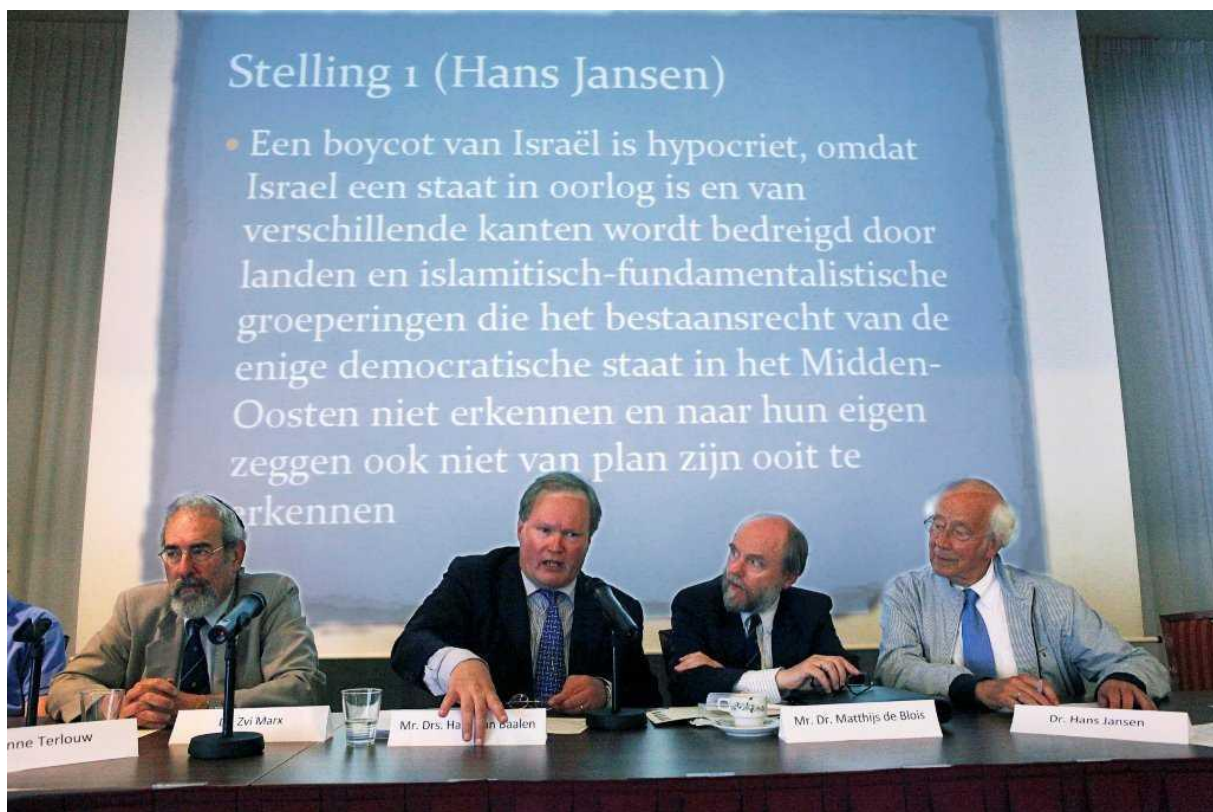 Stelling 1 (Hans Jansen)
• Een boycot van Israël is hypocriet, omdat
Israel een staat in oorlog is en van
verschillende kanten wordt bedreigd door
landen en islamitisch-fundamentalistische
groeperingen die het bestaansrecht van de
enige democratische staat in het Midden-
Oosten niet erkennen en naar hun eigen
zeggen ook niet van plan zijn ooit te
erkennen
nne Terlouw
Zvi Marx
Mr. Drs. Baalen
Mr. Dr. Matthijs de Blois
Dr. Hans Jansen